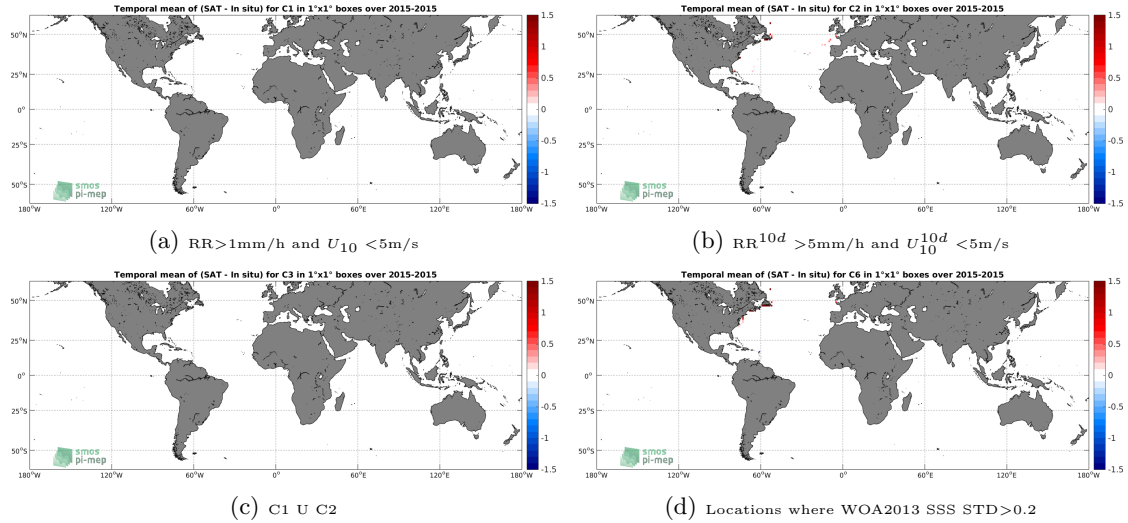 Temporal mean of (SAT - In situ) for C1 in 1°x1° boxes over 2015-2015
50°N
25°N
0°
25°S
50°S
180°W 120°W 60°W 0° 60°E 120°E 180°W
1.5
1
0.5
0
-0.5
-1
-1.5
smos
pi-mep
(a) RR>1mm/h and U10 <5m/s
Temporal mean of (SAT - In situ) for C2 in 1°x1° boxes over 2015-2015
50°N
25°N
0°
25°S
50°S
180°W 120°W 60°W 0° 60°E 120°E 180°W
1.5
1
0.5
0
-0.5
-1
-1.5
smos
pi-mep
(b) RR10d >5mm/h and U10d10 <5m/s
Temporal mean of (SAT - In situ) for C3 in 1°x1° boxes over 2015-2015
50°N
25°N
0°
25°S
50°S
180°W 120°W 60°W 0° 60°E 120°E 180°W
1.5
1
0.5
0
-0.5
-1
-1.5
smos
pi-mep
(c) C1 U C2
Temporal mean of (SAT - In situ) for C6 in 1°x1° boxes over 2015-2015
50°N
25°N
0°
25°S
50°S
180°W 120°W 60°W 0° 60°E 120°E 180°W
1.5
1
0.5
0
-0.5
-1
-1.5
smos
pi-mep
(d) Locations where WOA2013 SSS STD>0.2